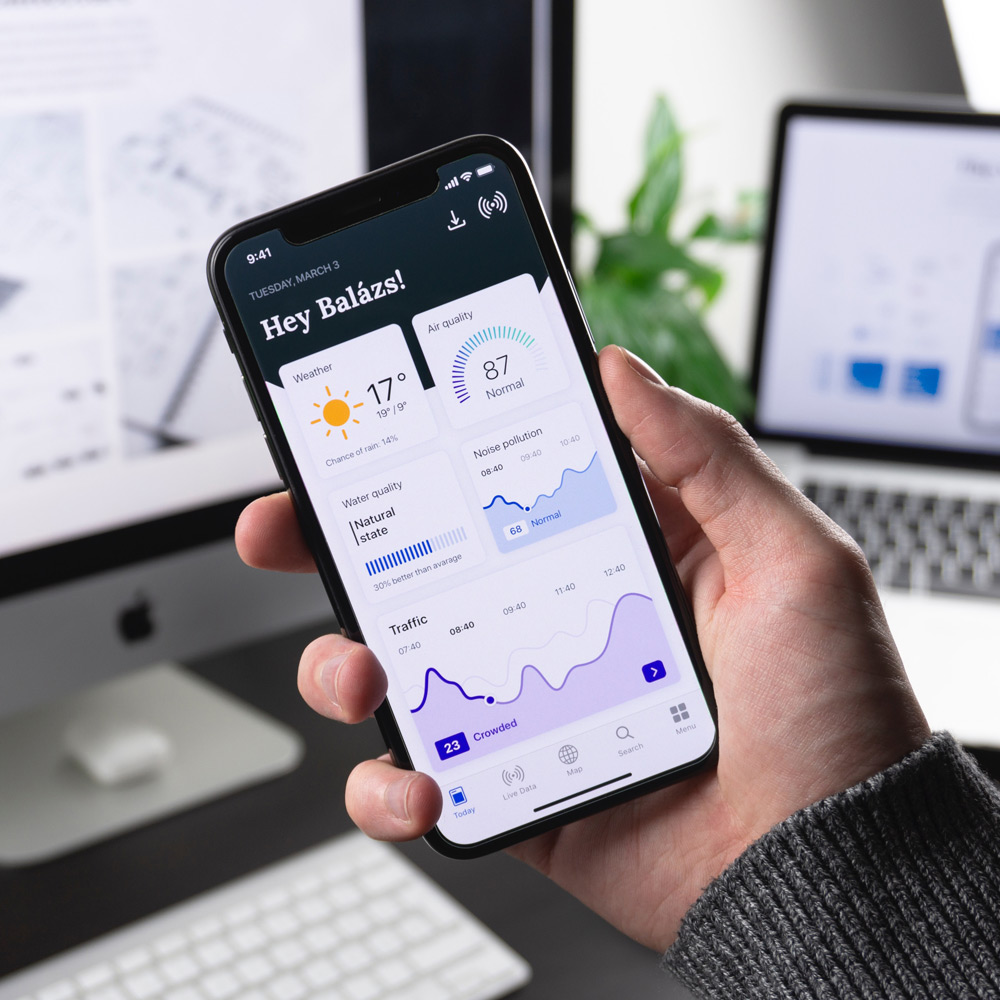 9:41
TUESDAY, MARCH 3
Hey Balázs!
Weather
17°
19° / 9°
Chance of rain: 14%
Air quality
87
Normal
Water quality
Natural
state
30% better than avarage
Noise pollution
08:40 09:40 10:40
68 Normal
Traffic
07:40 08:40 09:40 11:40 12:40
23 Crowded
Today Live Data Map Search Menu